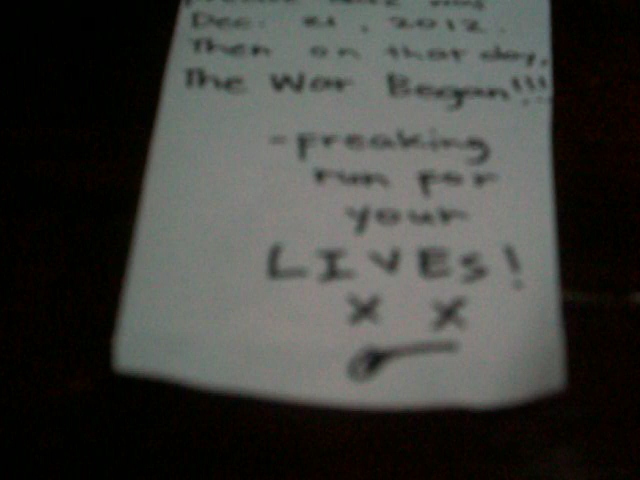 Dec. 21, 2012.
Then on that day,
The War Began!!!
-freaking
run for
your
LIVES!
X X